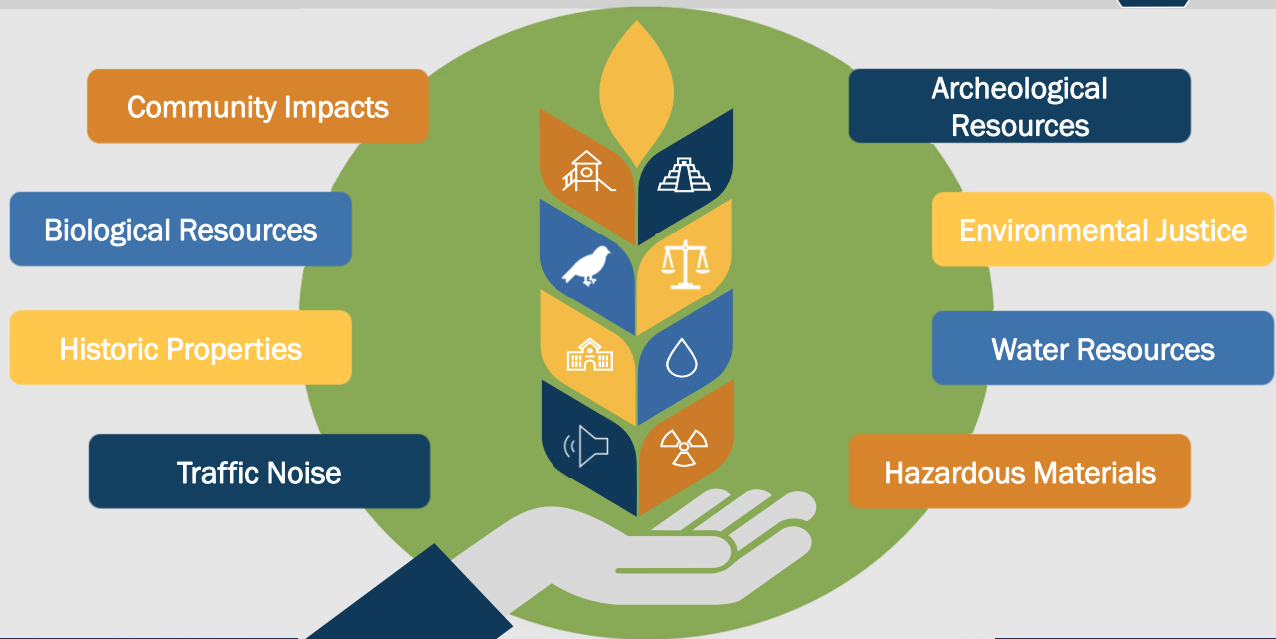 Community Impacts
Archeological
Resources
Biological Resources
Environmental Justice
Historic Properties
Water Resources
Traffic Noise
Hazardous Materials